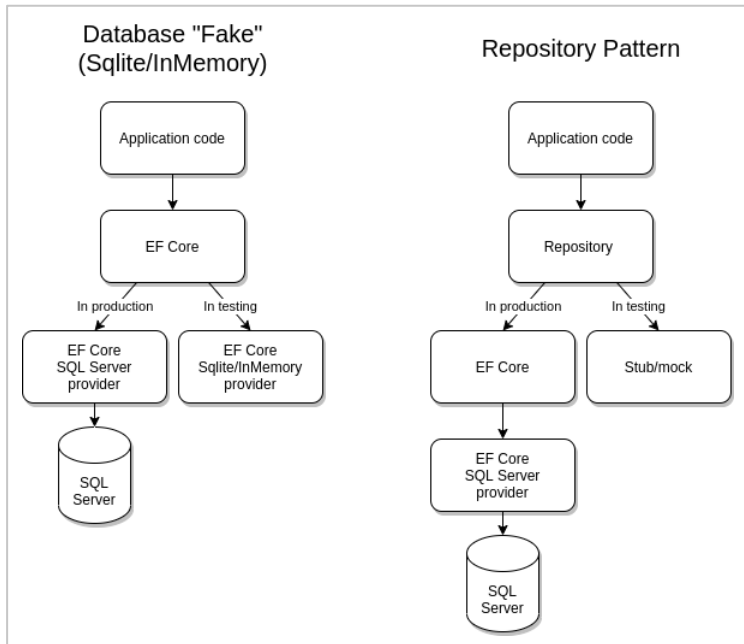 Database "Fake"
(Sqlite/InMemory)
Application code
EF Core
In production
In testing
EF Core
SQL Server
provider
EF Core
Sqlite/InMemory
provider
SQL
Server
Repository Pattern
Application code
Repository
In production
In testing
EF Core
Stub/mock
EF Core
SQL Server
provider
SQL
Server